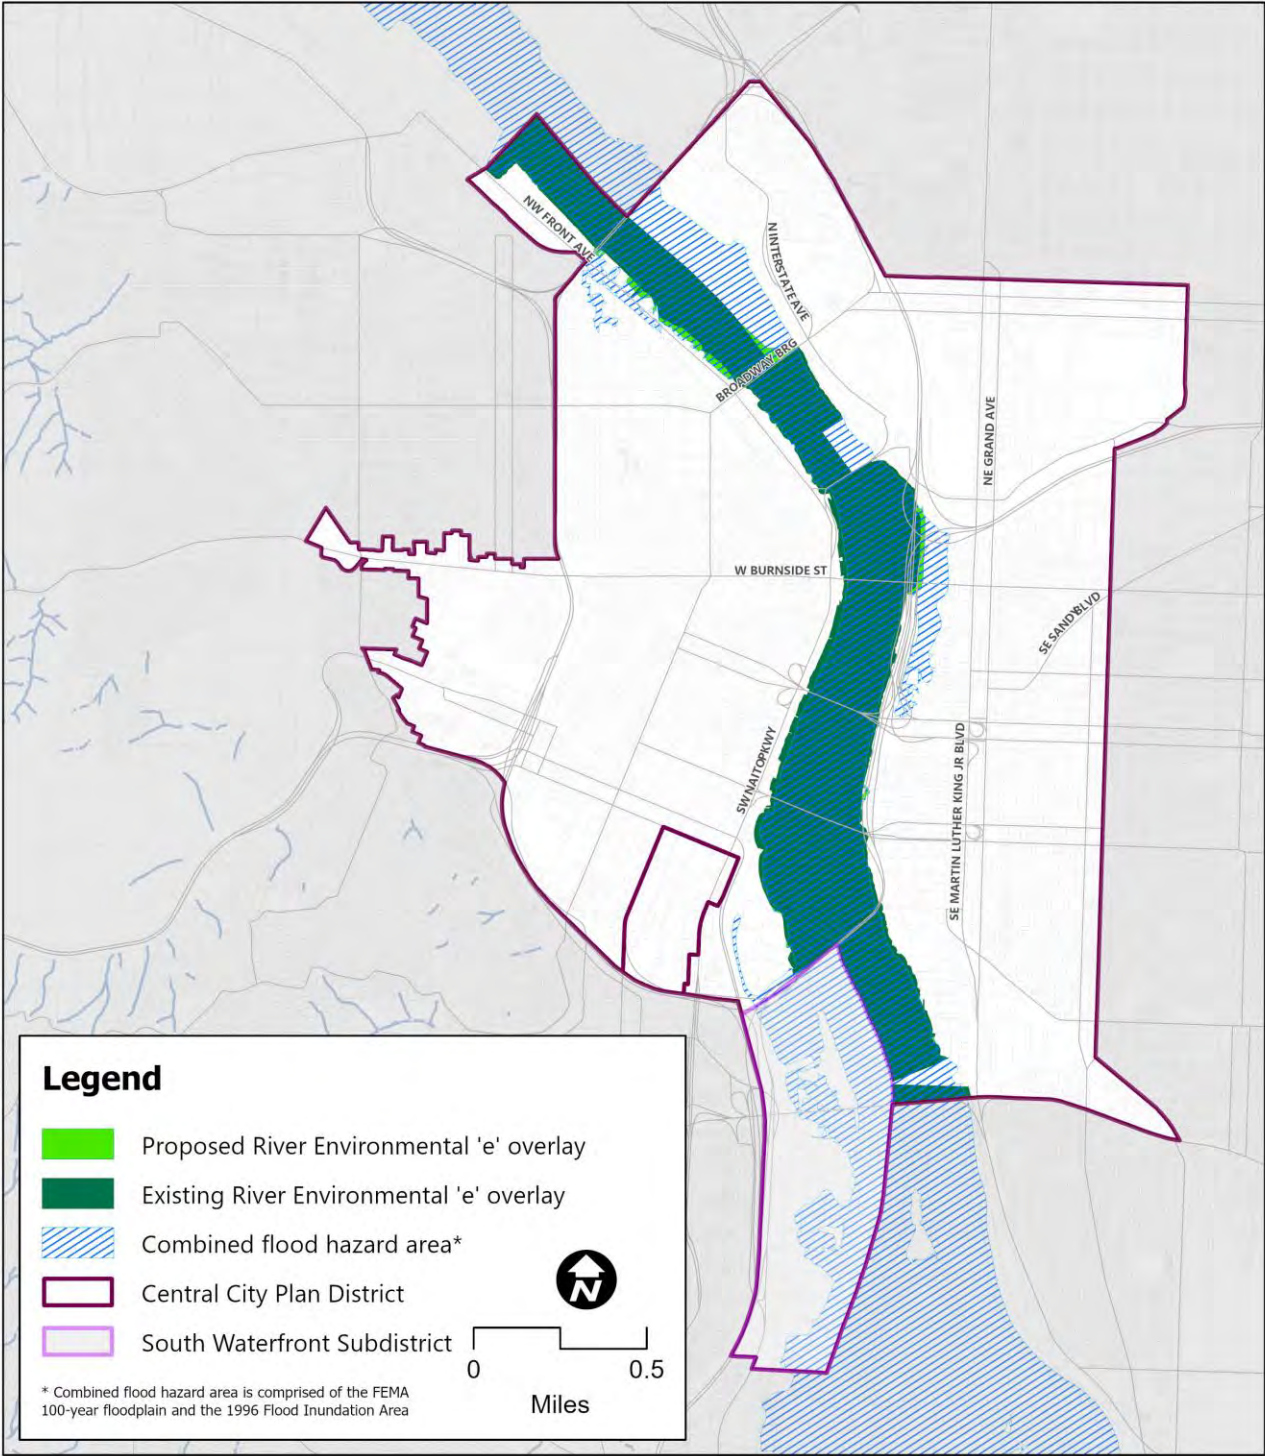 NW FRONT AVE
N INTERSTATE AVE
BROADWAY BRG
NE GRAND AVE
W BURNSIDE ST
SE SANDY BLVD
SW NAITO PKWY
SE MARTIN LUTHER KING JR BLVD
Legend
Proposed River Environmental 'e' overlay
Existing River Environmental 'e' overlay
Combined flood hazard area*
Central City Plan District
South Waterfront Subdistrict
* Combined flood hazard area is comprised of the FEMA
100-year floodplain and the 1996 Flood Inundation Area
N
0 0.5
Miles